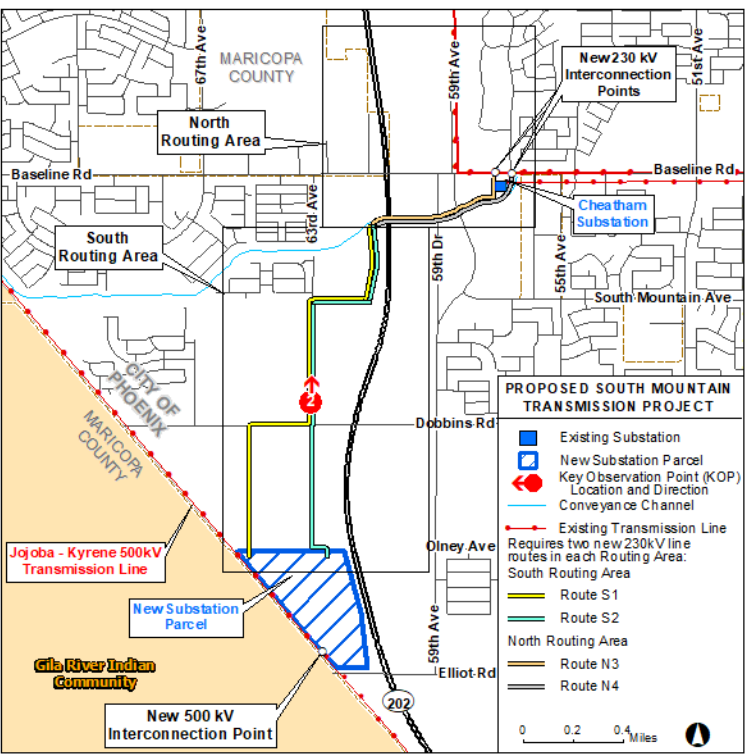 67th Ave
MARICOPA
COUNTY
59th Ave
New 230 kV
Interconnection
Points
51st Ave
North
Routing Area
Baseline Rd
Baseline Rd
63rd Ave
Cheatham
Substation
South
Routing Area
59th Dr
55th Ave
South Mountain Ave
CITY OF
PHOENIX
MARICOPA
COUNTY
2
Dobbins Rd
PROPOSED SOUTH MOUNTAIN
TRANSMISSION PROJECT
Existing Substation
New Substation Parcel
Key Observation Point (KOP)
Location and Direction
Conveyance Channel
Existing Transmission Line
Requires two new 230kV line
routes in each Routing Area:
South Routing Area
Route S1
Route S2
North Routing Area
Route N3
Route N4
0 0.2 0.4 Miles
Jojoba - Kyrene 500kV
Transmission Line
Olney Ave
New Substation
Parcel
59th Ave
Gila River Indian
Community
Elliot Rd
202
New 500 kV
Interconnection Point